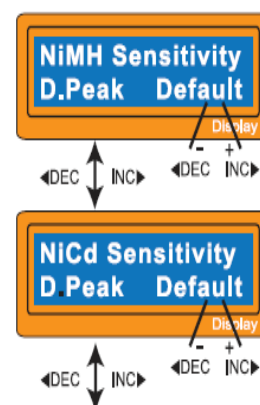 NiMH Sensitivity
D.Peak Default
Display
- +
◀DEC INC▶ ◀DEC INC▶
NiCd Sensitivity
D.Peak Default
Display
- +
◀DEC INC▶ ◀DEC INC▶